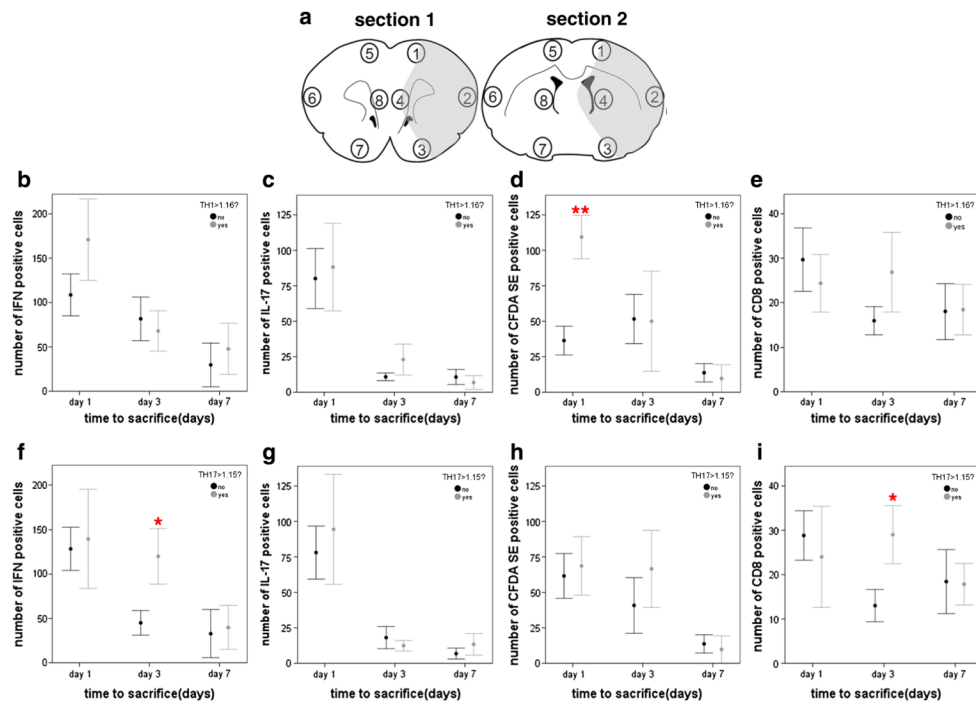 a section 1 section 2
5 1 5 1
6 8 4 2 6 8 4 2
7 3 7 3
b
number of IFN positive cells
200
150
100
50
0
TH1>1.16?
no
yes
day 1 day 3 day 7
time to sacrifice(days)
c
number of IL-17 positive cells
125
100
75
50
25
0
TH1>1.16?
no
yes
day 1 day 3 day 7
time to sacrifice(days)
d
number of CFDA SE positive cells
125
100
75
50
25
0
**
TH1>1.16?
no
yes
day 1 day 3 day 7
time to sacrifice(days)
e
number of CD8 positive cells
40
30
20
10
0
TH1>1.16?
no
yes
day 1 day 3 day 7
time to sacrifice(days)
f
number of IFN positive cells
200
150
100
50
0
*
TH17>1.15?
no
yes
day 1 day 3 day 7
time to sacrifice(days)
g
number of IL-17 positive cells
125
100
75
50
25
0
TH17>1.15?
no
yes
day 1 day 3 day 7
time to sacrifice(days)
h
number of CFDA SE positive cells
125
100
75
50
25
0
TH17>1.15?
no
yes
day 1 day 3 day 7
time to sacrifice(days)
i
number of CD8 positive cells
40
30
20
10
0
*
TH17>1.15?
no
yes
day 1 day 3 day 7
time to sacrifice(days)